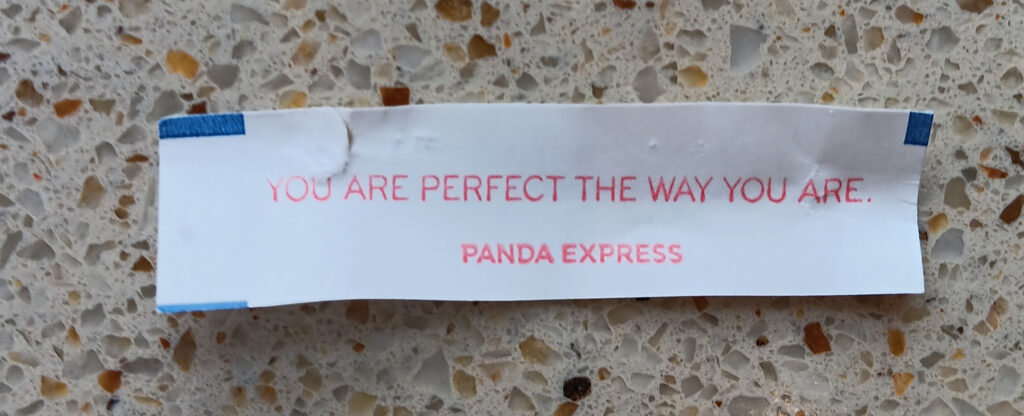 YOU ARE PERFECT THE WAY YOU ARE.
PANDA EXPRESS